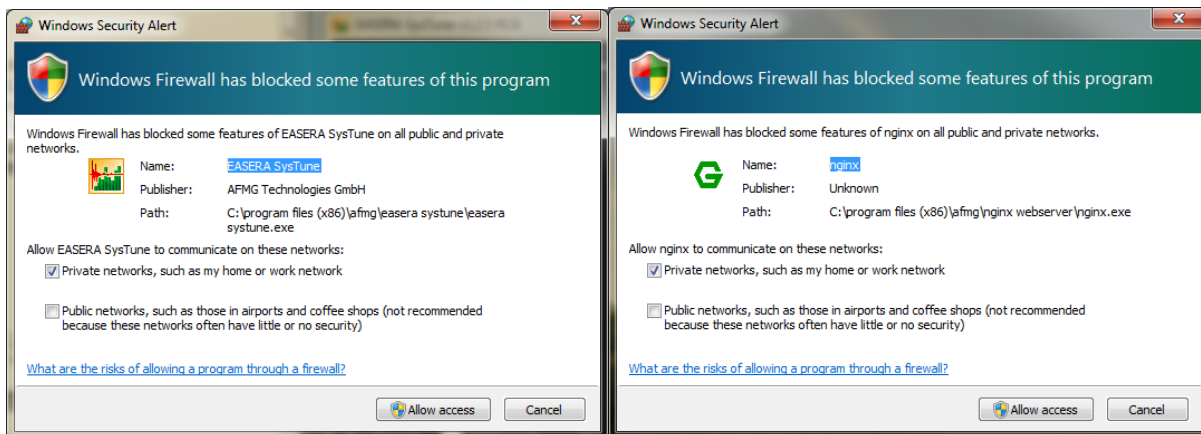 Windows Security Alert
Windows Firewall has blocked some features of this program
Windows Firewall has blocked some features of EASERA SysTune on all public and private
networks.
Name: EASERA SysTune
Publisher: AFMG Technologies GmbH
Path: C:\program files (x86)\afmg\easera systune\easera
systune.exe
Allow EASERA SysTune to communicate on these networks:
Private networks, such as my home or work network
Public networks, such as those in airports and coffee shops (not recommended
because these networks often have little or no security)
What are the risks of allowing a program through a firewall?
Allow access Cancel
Windows Security Alert
Windows Firewall has blocked some features of this program
Windows Firewall has blocked some features of nginx on all public and private networks.
Name: nginx
Publisher: Unknown
Path: C:\program files (x86)\afmg\nginx webserver\nginx.exe
Allow nginx to communicate on these networks:
Private networks, such as my home or work network
Public networks, such as those in airports and coffee shops (not recommended
because these networks often have little or no security)
What are the risks of allowing a program through a firewall?
Allow access Cancel